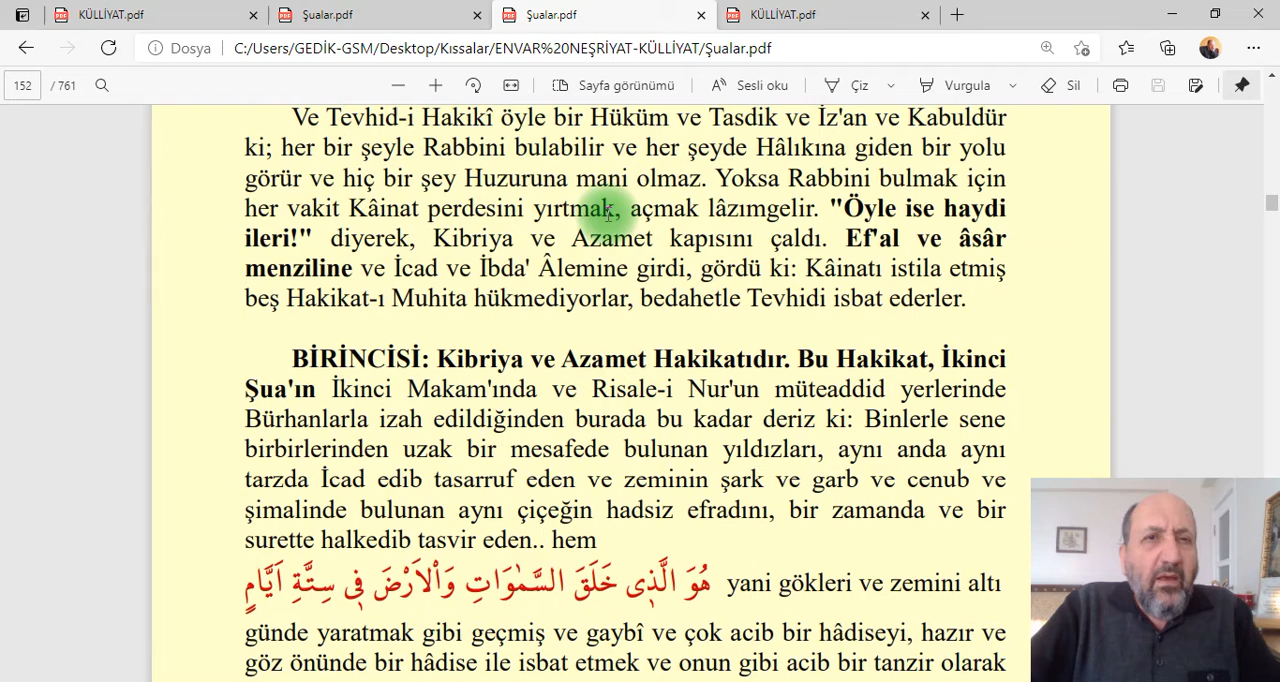 KÜLLİYAT.pdf
Şualar.pdf
Şualar.pdf
KÜLLİYAT.pdf
Dosya
C:/Users/GEDİK-GSM/Desktop/Kıssalar/ENVAR%20NEŞRİYAT-KÜLLİYAT/Şualar.pdf
152 / 761
Sayfa görünümü
Sesli oku
Çiz
Vurgula
Sil
Ve Tevhid-i Hakikî öyle bir Hüküm ve Tasdik ve İz'an ve Kabuldür
ki; her bir şeyle Rabbini bulabilir ve her şeyde Hâlıkına giden bir yolu
görür ve hiç bir şey Huzuruna mani olmaz. Yoksa Rabbini bulmak için
her vakit Kâinat perdesini yırtmak, açmak lâzımgelir. "Öyle ise haydi
ileri!" diyerek, Kibriya ve Azamet kapısını çaldı. Ef'al ve âsâr
menziline ve İcad ve İbda' Âlemine girdi, gördü ki: Kâinatı istila etmiş
beş Hakikat-ı Muhita hükmediyorlar, bedahetle Tevhidi isbat ederler.
BİRİNCİSİ: Kibriya ve Azamet Hakikatıdır. Bu Hakikat, İkinci
Şua'ın İkinci Makam'ında ve Risale-i Nur'un müteaddid yerlerinde
Bürhanlarla izah edildiğinden burada bu kadar deriz ki: Binlerle sene
birbirlerinden uzak bir mesafede bulunan yıldızları, aynı anda aynı
tarzda İcad edib tasarruf eden ve zeminin şark ve garb ve cenub ve
şimalinde bulunan aynı çiçeğin hadsiz efradını, bir zamanda ve bir
surette halkedib tasvir eden.. hem
هُوَ الَّذِى خَلَقَ السَّمٰوَاتِ وَاْلاَرْضَ فِى سِتَّةِ اَيَّامٍ yani gökleri ve zemini altı
günde yaratmak gibi geçmiş ve gaybî ve çok acib bir hâdiseyi, hazır ve
göz önünde bir hâdise ile isbat etmek ve onun gibi acib bir tanzir olarak